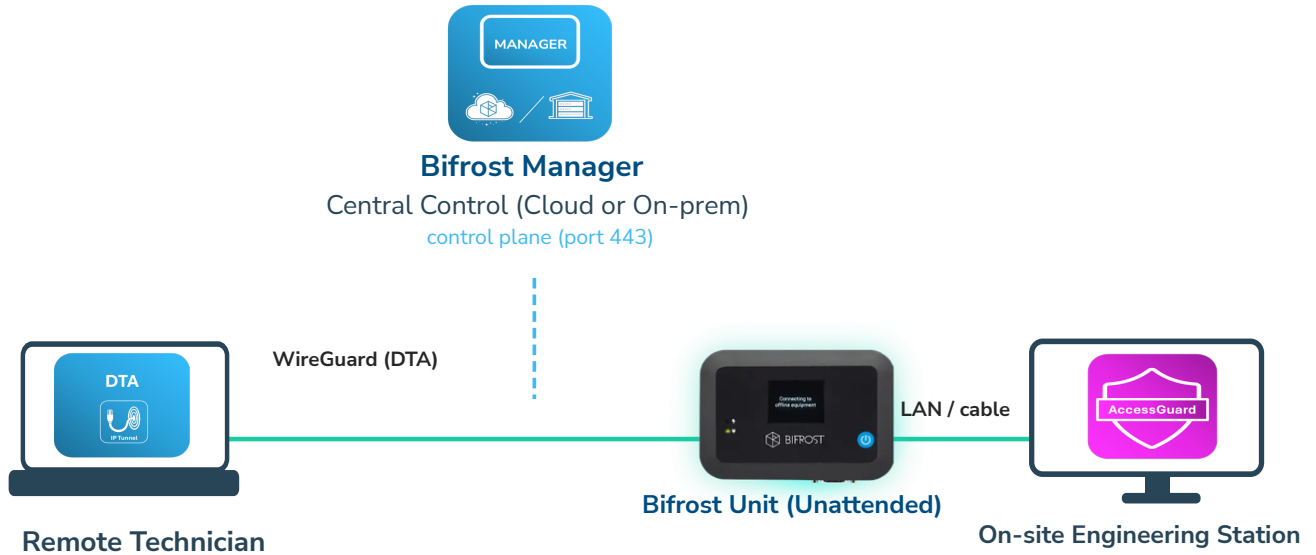 MANAGER
Bifrost Manager
Central Control (Cloud or On-prem)
control plane (port 443)
WireGuard (DTA)
DTA
IP Tunnel
Remote Technician
Connecting to
offline equipment
BIFROST
Bifrost Unit (Unattended)
LAN / cable
AccessGuard
On-site Engineering Station